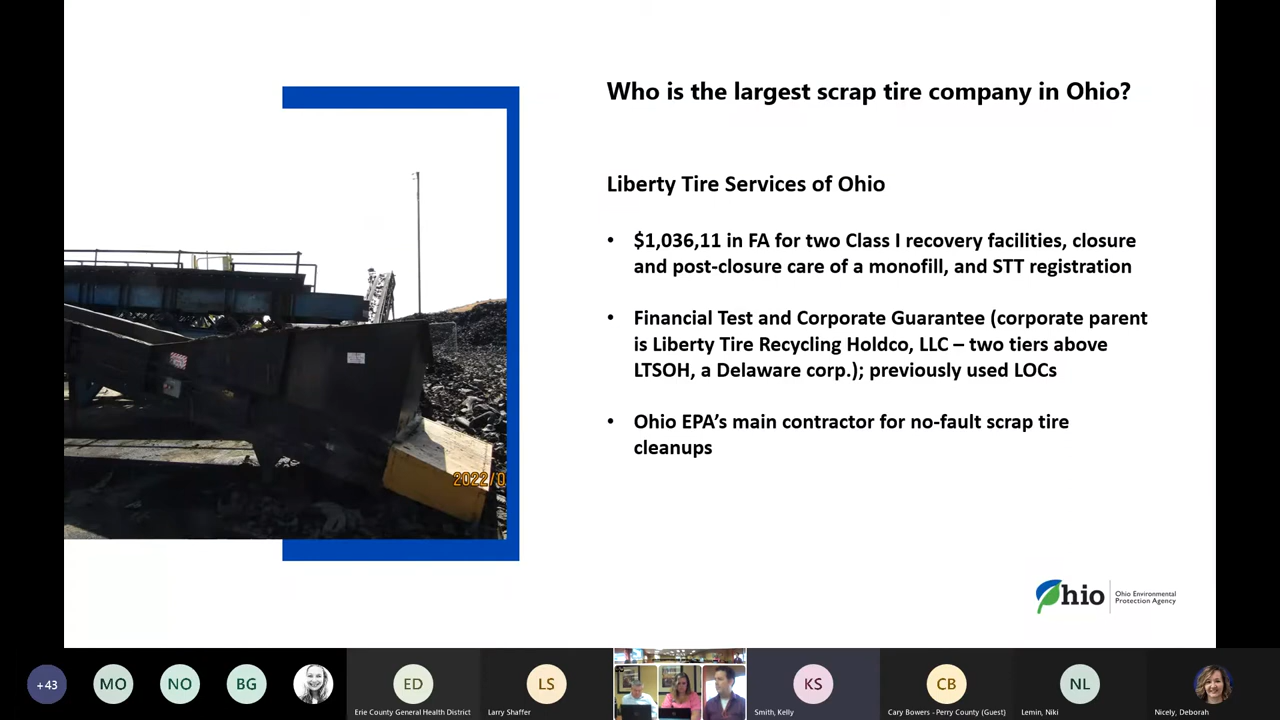 Who is the largest scrap tire company in Ohio?
Liberty Tire Services of Ohio
• $1,036,11 in FA for two Class I recovery facilities, closure
and post-closure care of a monofill, and STT registration
• Financial Test and Corporate Guarantee (corporate parent
is Liberty Tire Recycling Holdco, LLC – two tiers above
LTSOH, a Delaware corp.); previously used LOCs
• Ohio EPA’s main contractor for no-fault scrap tire
cleanups
2022/0
Ohio
Ohio Environmental
Protection Agency
+43
MO
NO
BG
ED
Erie County General Health District
LS
Larry Shaffer
KS
Smith, Kelly
CB
Cary Bowers - Perry County (Guest)
NL
Lemin, Niki
Nicely, Deborah